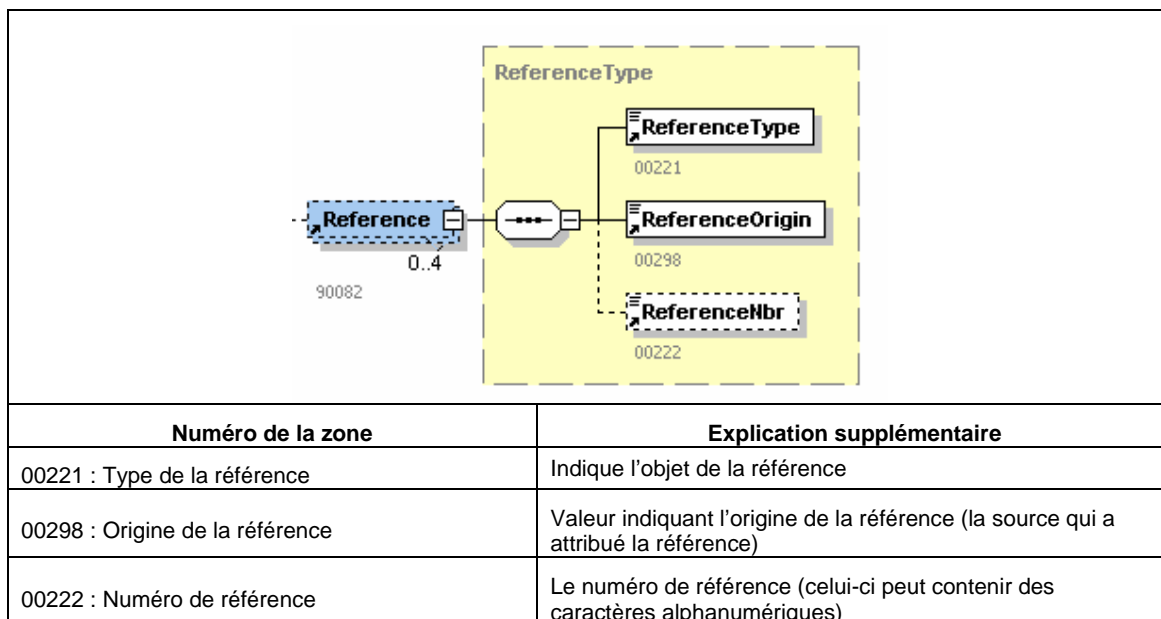 ReferenceType
ReferenceType
00221
Reference
ReferenceOrigin
0..4
00298
90082
ReferenceNbr
00222
Numéro de la zone
Explication supplémentaire
00221 : Type de la référence
Indique l’objet de la référence
00298 : Origine de la référence
Valeur indiquant l’origine de la référence (la source qui a
attribué la référence)
00222 : Numéro de référence
Le numéro de référence (celui-ci peut contenir des
caractères alphanumériques)